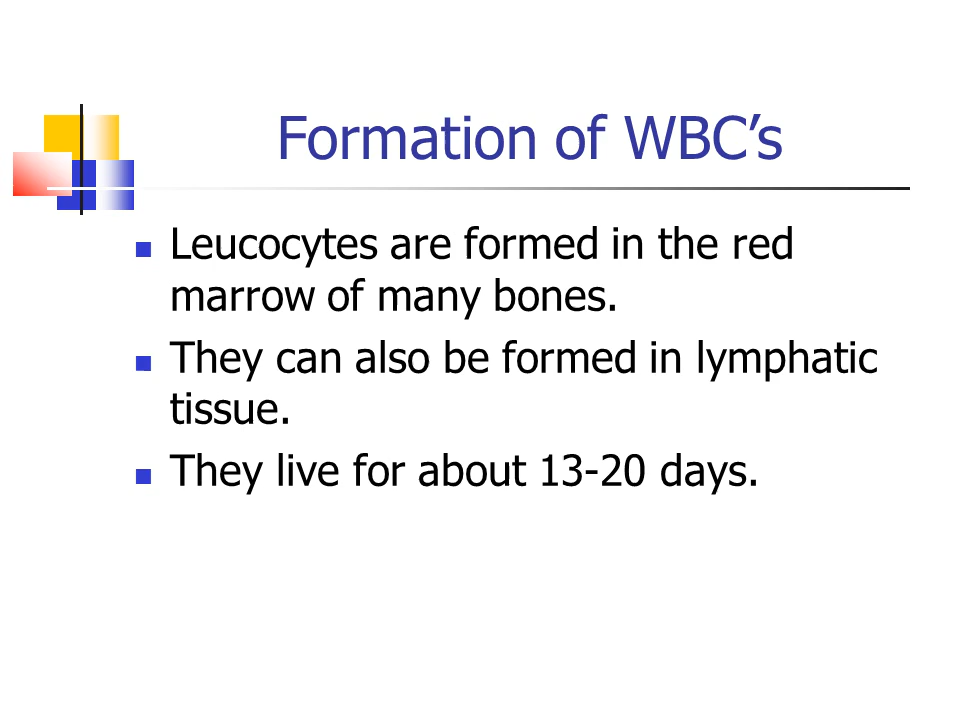 Formation of WBC’s
Leucocytes are formed in the red
marrow of many bones.
They can also be formed in lymphatic
tissue.
They live for about 13-20 days.